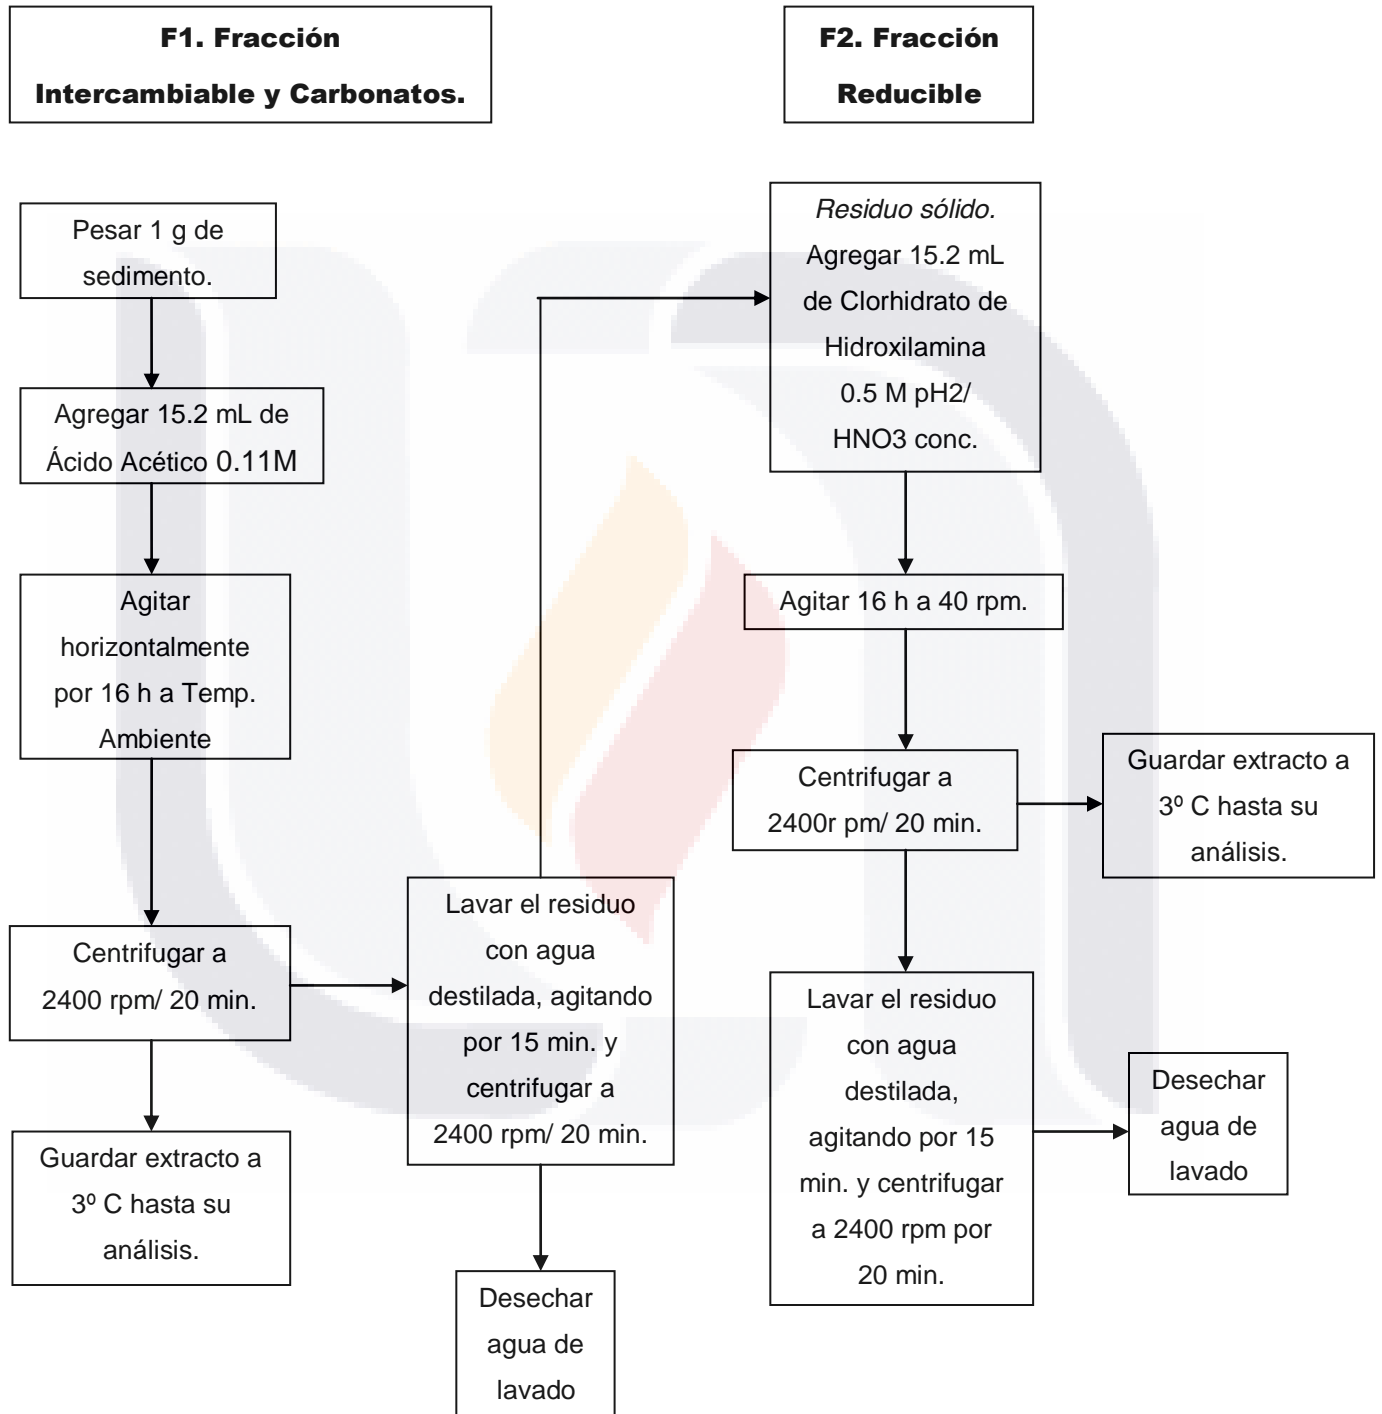 F1. Fracción
Intercambiable y Carbonatos.
Pesar 1 g de
sedimento.
Agregar 15.2 mL de
Ácido Acético 0.11M
Agitar
horizontalmente
por 16 h a Temp.
Ambiente
Centrifugar a
2400 rpm/ 20 min.
Guardar extracto a
3º C hasta su
análisis.
Lavar el residuo
con agua
destilada, agitando
por 15 min. y
centrifugar a
2400 rpm/ 20 min.
Desechar
agua de
lavado
F2. Fracción
Reducible
Residuo sólido.
Agregar 15.2 mL
de Clorhidrato de
Hidroxilamina
0.5 M pH2/
HNO3 conc.
Agitar 16 h a 40 rpm.
Centrifugar a
2400r pm/ 20 min.
Guardar extracto a
3º C hasta su
análisis.
Lavar el residuo
con agua
destilada,
agitando por 15
min. y centrifugar
a 2400 rpm por
20 min.
Desechar
agua de
lavado